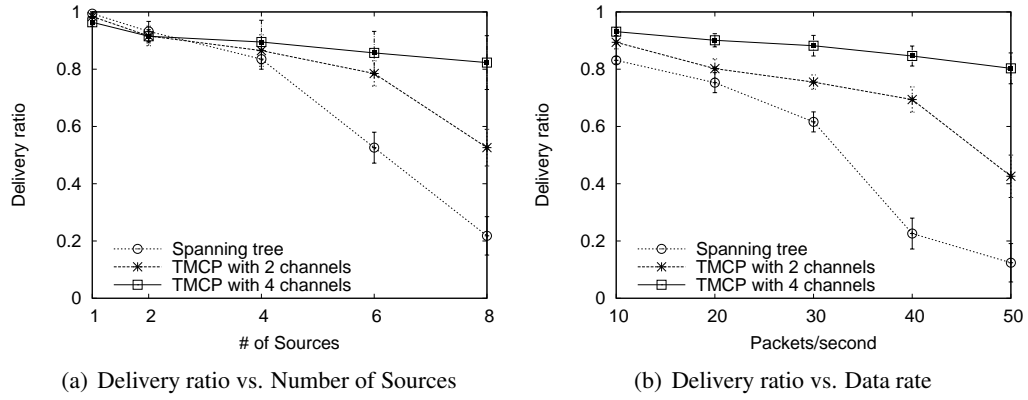 1
0.8
0.6
0.4
0.2
0
Delivery ratio
Spanning tree
TMCP with 2 channels
TMCP with 4 channels
1 2 4 6 8
# of Sources
(a) Delivery ratio vs. Number of Sources
1
0.8
0.6
0.4
0.2
0
Delivery ratio
Spanning tree
TMCP with 2 channels
TMCP with 4 channels
10 20 30 40 50
Packets/second
(b) Delivery ratio vs. Data rate